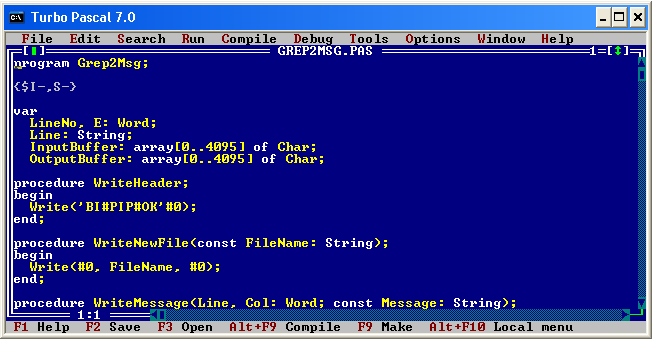 Turbo Pascal 7.0
File Edit Search Run Compile Debug Tools Options Window Help
[■] GREP2MSG.PAS 1=[↕]
program Grep2Msg;
{$I-,S-}
var
LineNo, E: Word;
Line: String;
InputBuffer: array[0..4095] of Char;
OutputBuffer: array[0..4095] of Char;
procedure WriteHeader;
begin
Write('BI#PIP#OK'#0);
end;
procedure WriteNewFile(const FileName: String);
begin
Write(#0, FileName, #0);
end;
procedure WriteMessage(Line, Col: Word; const Message: String);
1:1
F1 Help F2 Save F3 Open Alt+F9 Compile F9 Make Alt+F10 Local menu